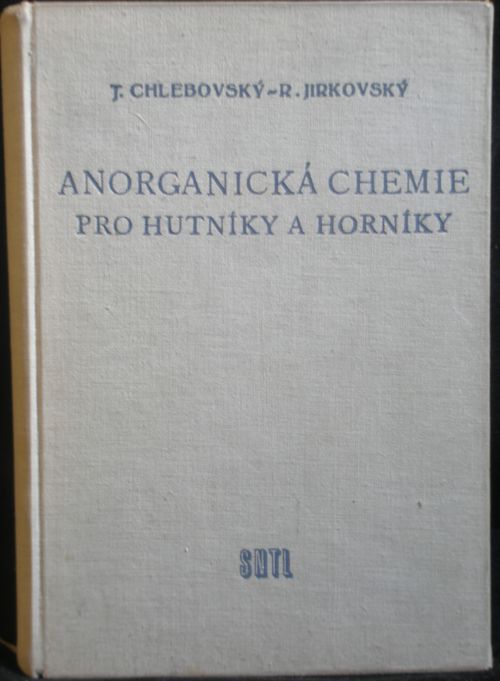 T. CHLEBOVSKÝ-R. JIRKOVSKÝ
ANORGANICKÁ CHEMIE
PRO HUTNÍKY A HORNÍKY
SNTL